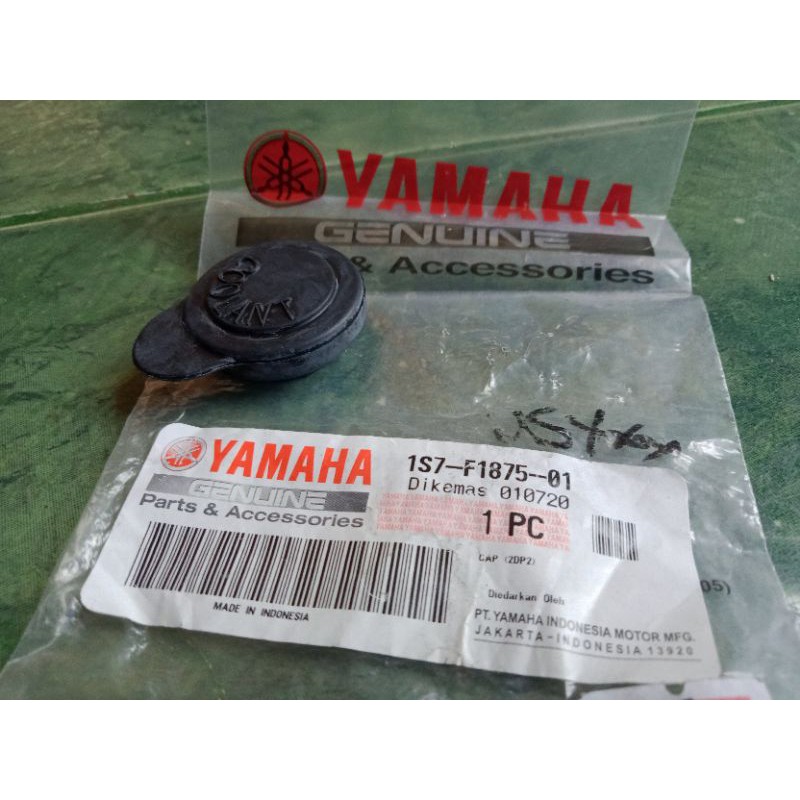 YAMAHA
GENUINE
& Accessories
COOLANT
YAMAHA
GENUINE
Parts & Accessories
MADE IN INDONESIA
1S7-F1875--01
Dikemas 010720
1 PC
CAP (2DP2)
Diedarkan Oleh
PT. YAMAHA INDONESIA MOTOR MFG.
JAKARTA-INDONESIA 13920
05)